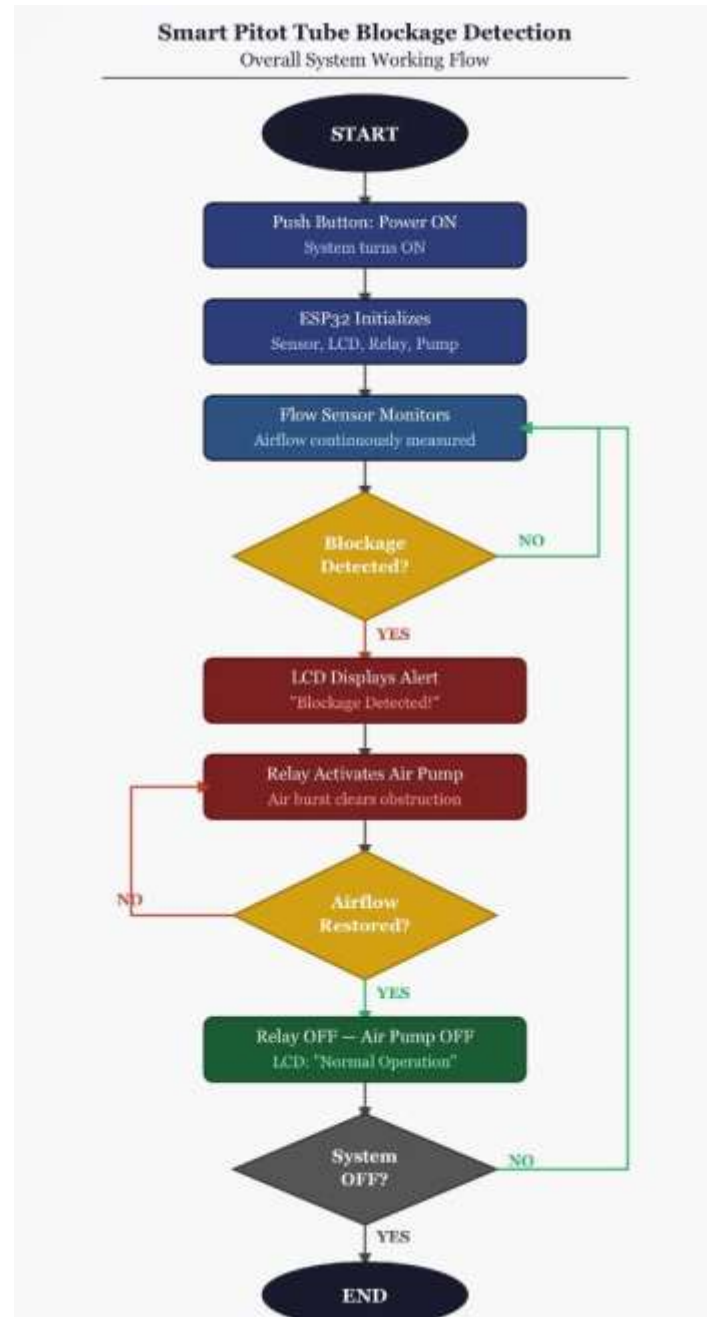 Smart Pitot Tube Blockage Detection
Overall System Working Flow
START
Push Button: Power ON
System turns ON
ESP32 Initializes
Sensor, LCD, Relay, Pump
Flow Sensor Monitors
Airflow continuously measured
Blockage
Detected?
NO
YES
LCD Displays Alert
"Blockage Detected!"
Relay Activates Air Pump
Air burst clears obstruction
NO
Airflow
Restored?
YES
Relay OFF — Air Pump OFF
LCD: "Normal Operation"
System
OFF?
NO
YES
END